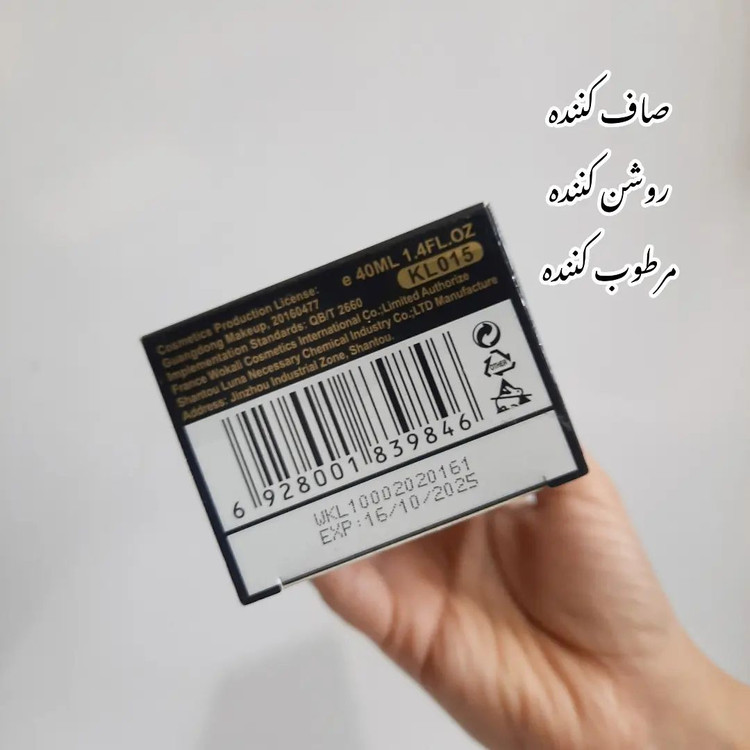 صاف کننده
روشن کننده
مرطوب کننده
e 40ML 1.4FL.OZ
KL015
Cosmetica Production License:
Guangdong Makeup, 20160477
Implementation Standards: QB/T 2660
France Wokali Cosmetics International Co.;Limited Authorize
Shantou Luna Necessary Chemical Industry Co.;LTD Manufacture
Address: Jinzhou Industrial Zone, Shantou.
OTHER
6 928001 839846
WKL10002020161
EXP:16/10/2025